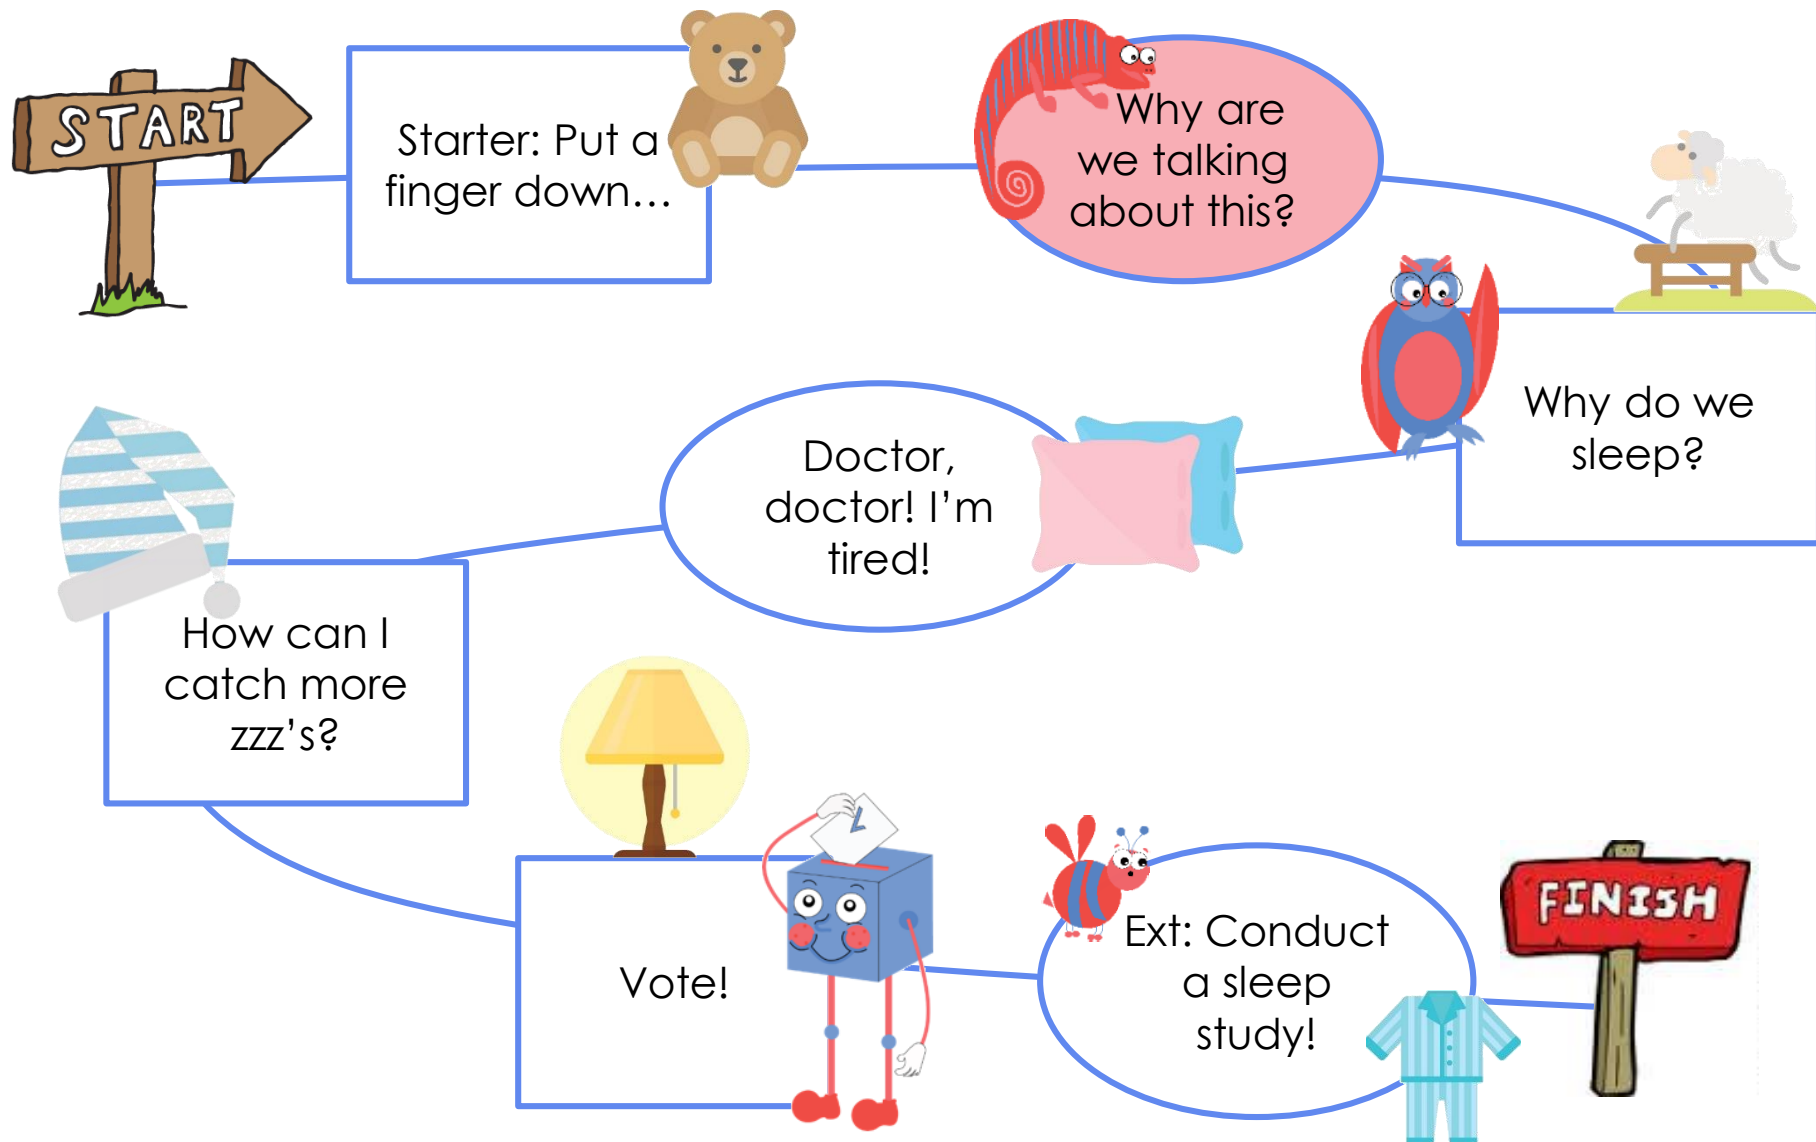 START
Starter: Put a
finger down…
Why are
we talking
about this?
Why do we
sleep?
Doctor,
doctor! I'm
tired!
How can I
catch more
zzz's?
Vote!
Ext: Conduct
a sleep
study!
FINISH